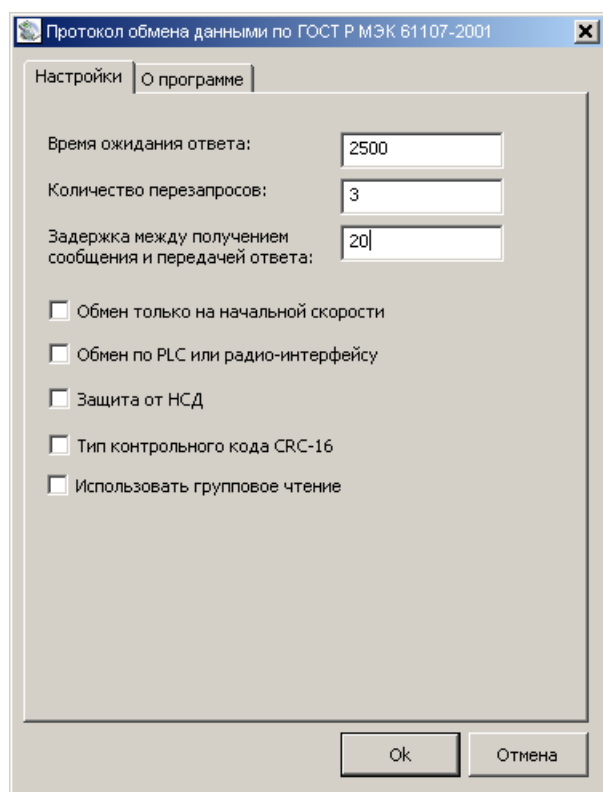 Протокол обмена данными по ГОСТ Р МЭК 61107-2001
Настройки
О программе
Время ожидания ответа:
2500
Количество перезапросов:
3
Задержка между получением
сообщения и передачей ответа:
20
Обмен только на начальной скорости
Обмен по PLC или радио-интерфейсу
Защита от НСД
Тип контрольного кода CRC-16
Использовать групповое чтение
Ok
Отмена